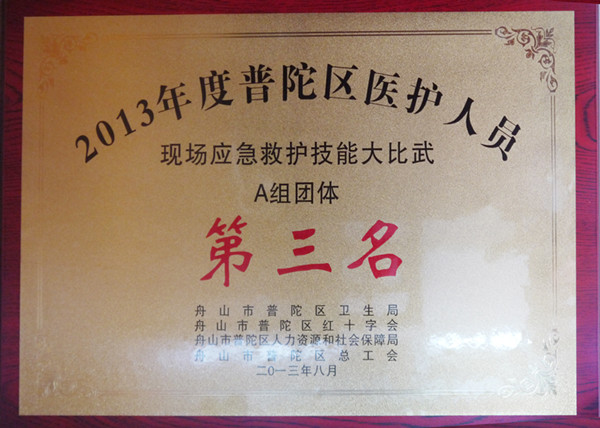 2013年度普陀区医护人员
现场应急救护技能大比武
A组团体
第三名
舟山市普陀区卫生局
舟山市普陀区红十字会
舟山市普陀区人力资源和社会保障局
舟山市普陀区总工会
二○一三年八月